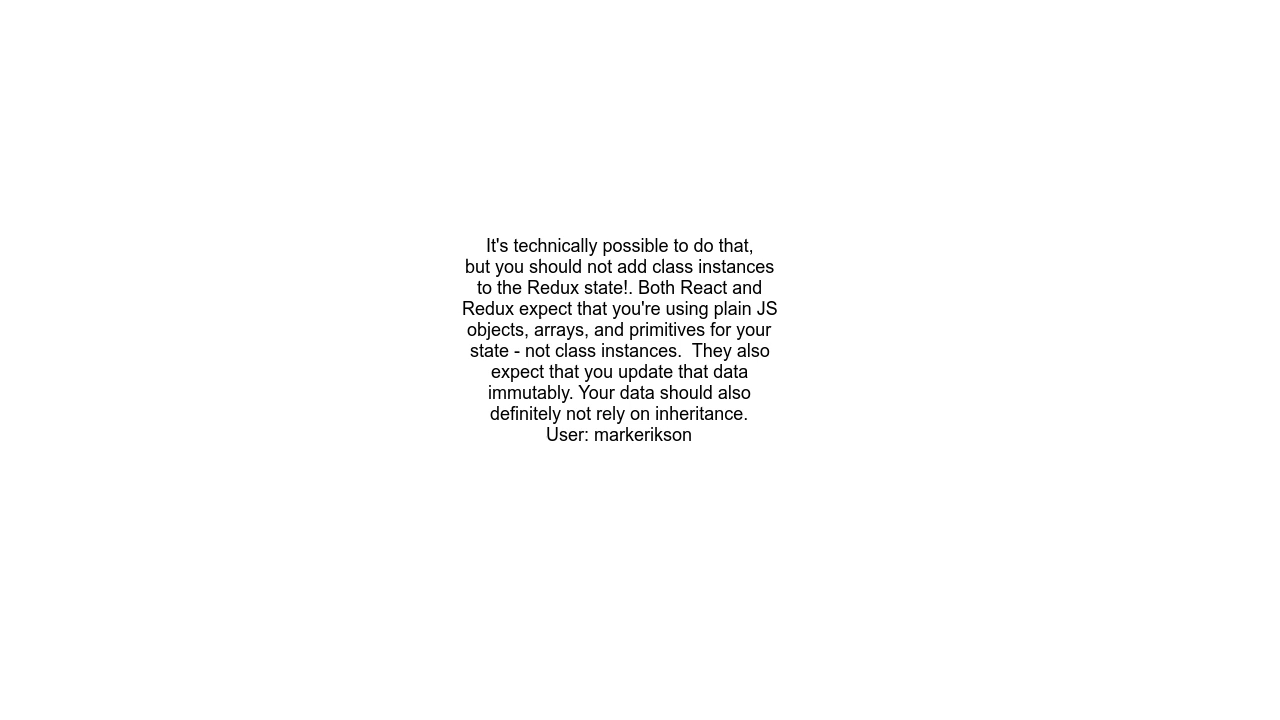 It's technically possible to do that,
but you should not add class instances
to the Redux state!. Both React and
Redux expect that you're using plain JS
objects, arrays, and primitives for your
state - not class instances.  They also
expect that you update that data
immutably. Your data should also
definitely not rely on inheritance.
User: markerikson